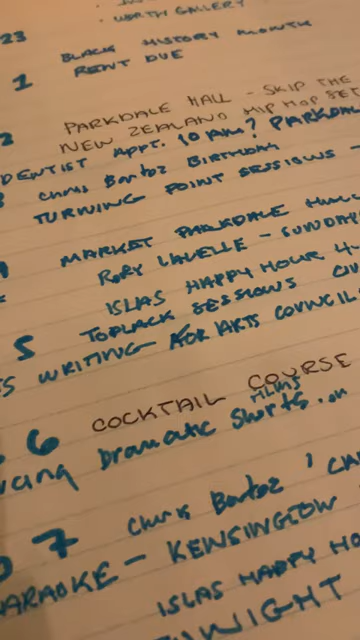 WORTH GALLERY
23
BLACK HISTORY MONTH
1 RENT DUE
2 PARKDALE HALL - SKIP THE
NEW ZEALAND HIP HOP SET
DENTIST APPT. 10 AM? PARKDALE
Chris Bartoz BIRTHDAY
TURNING POINT SESSIONS -
MARKET PARKDALE
RORY LAVELLE - SUNDAY
ISLAS HAPPY HOUR 4-
5 TOPLACK SESSIONS
WRITING FOR ARTS COUNCIL
6 COCKTAIL COURSE
Dramatic Shorts. FILMS on
7 Chris Bartoz
KARAOKE - KENSINGTON
ISLAS HAPPY HO